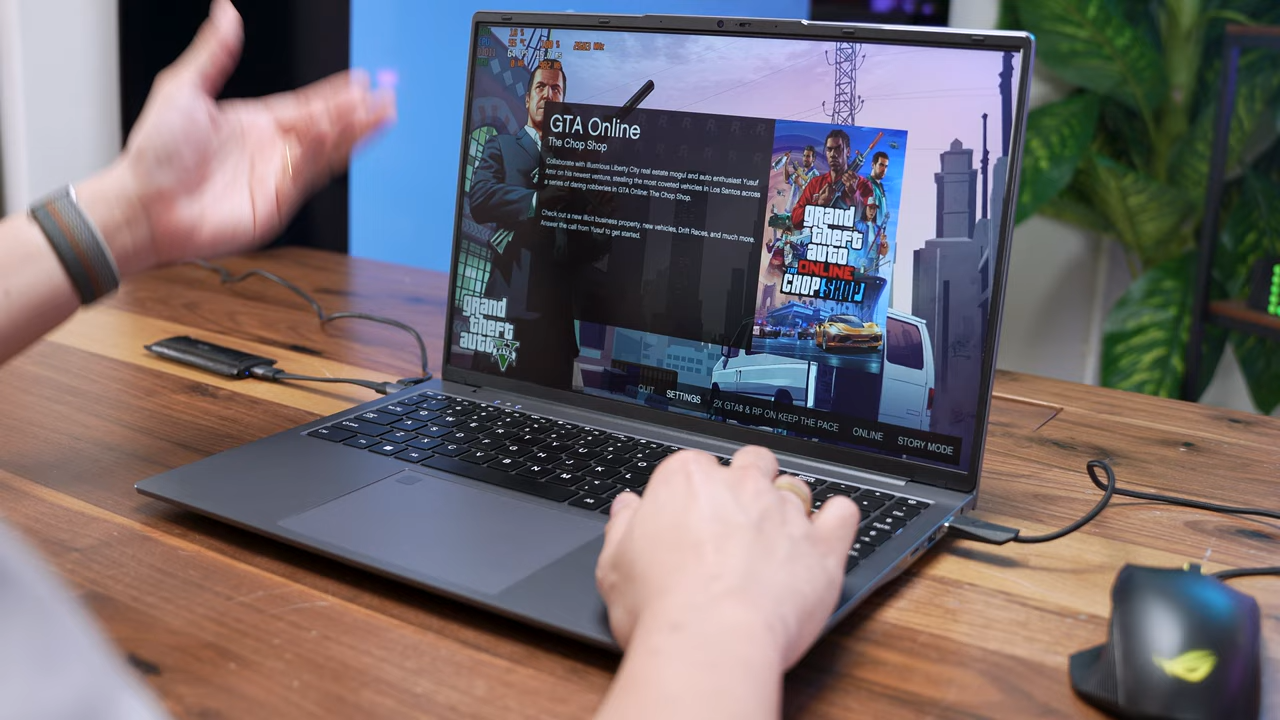 GTA Online
The Chop Shop
Collaborate with illustrious Liberty City real estate mogul and auto enthusiast Yusuf
Amir on his newest venture, stealing the most coveted vehicles in Los Santos across
a series of daring robberies in GTA Online: The Chop Shop.
Check out a new illicit business property, new vehicles, Drift Races, and much more.
Answer the call from Yusuf to get started.
grand
theft
auto
ONLINE
THE
CHOP SHOP
grand
theft
auto
V
QUIT SETTINGS 2X GTA$ & RP ON KEEP THE PACE ONLINE STORY MODE